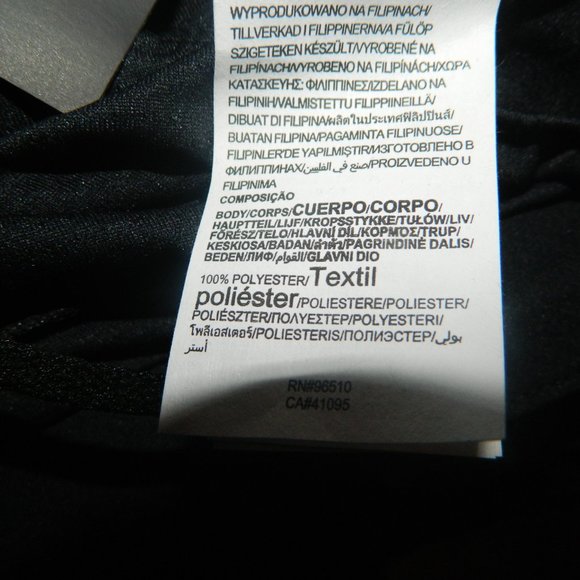 WYPRODUKOWANO NA FILIPINACH/
TILLVERKAD I FILIPPINERNA/A FÜLÖP
SZIGETEKEN KÉSZÜLT/VYROBENÉ NA
FILIPÍNACH/VYROBENO NA FILIPÍNÁCH/ΧΩΡΑ
ΚΑΤΑΣΚΕΥΗΣ: ΦΙΛΙΠΠΙΝΕΣ/IZDELANO NA
FILIPINIH/VALMISTETTU FILIPPIINEILLÄ/
DIBUAT DI FILIPINA/ผลิตในประเทศฟิลิปปินส์/
BUATAN FILIPINA/PAGAMINTA FILIPINUOSE/
FILIPINLER'DE YAPILMIŞTIR/ИЗГОТОВЛЕНО В
ФИЛИППИНАХ/صنع في الفلبين/PROIZVEDENO U
FILIPINIMA
COMPOSIÇÃO
BODY/CORPS/CUERPO/CORPO/
HAUPTTEIL/LIJF/KROPSSTYKKE/TUŁÓW/LIV/
FŐRÉSZ/TELO/HLAVNÍ DÍL/ΚΟΡΜΟΣ/TRUP/
KESKIOSA/BADAN/ลำตัว/PAGRINDINĖ DALIS/
BEDEN/ЛИФ/القوام/GLAVNI DIO
100% POLYESTER/Textil
poliéster/POLIESTERE/POLIESTER/
POLIÉSZTER/ΠΟΛΥΕΣΤΕΡ/POLYESTERI/
โพลีเอสเตอร์/POLIESTERIS/ПОЛИЭСТЕР/بولي
أستر
RN#96510
CA#41095